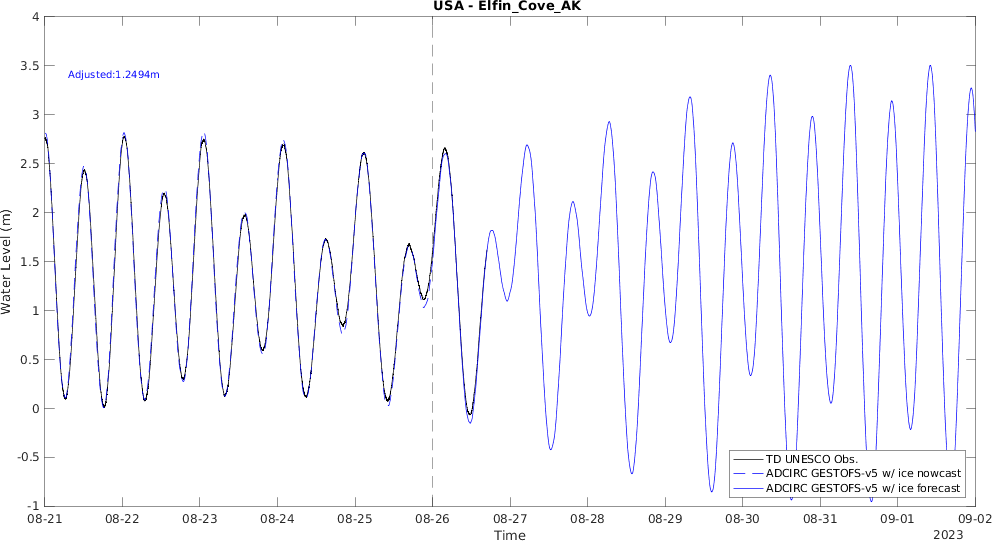 USA - Elfin_Cove_AK
4
3.5
3
2.5
2
1.5
1
0.5
0
-0.5
-1
Water Level (m)
Adjusted:1.2494m
TD UNESCO Obs.
ADCIRC GESTOFS-v5 w/ ice nowcast
ADCIRC GESTOFS-v5 w/ ice forecast
08-21 08-22 08-23 08-24 08-25 08-26 08-27 08-28 08-29 08-30 08-31 09-01 09-02
Time
2023